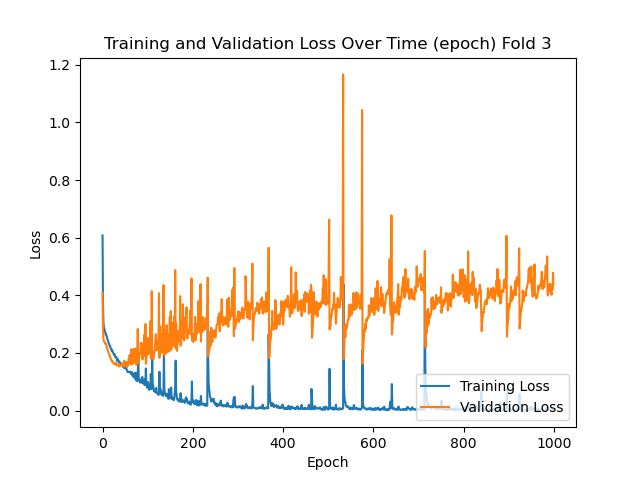 Training and Validation Loss Over Time (epoch) Fold 3
1.2
1.0
0.8
0.6
0.4
0.2
0.0
Loss
0 200 400 600 800 1000
Epoch
Training Loss
Validation Loss